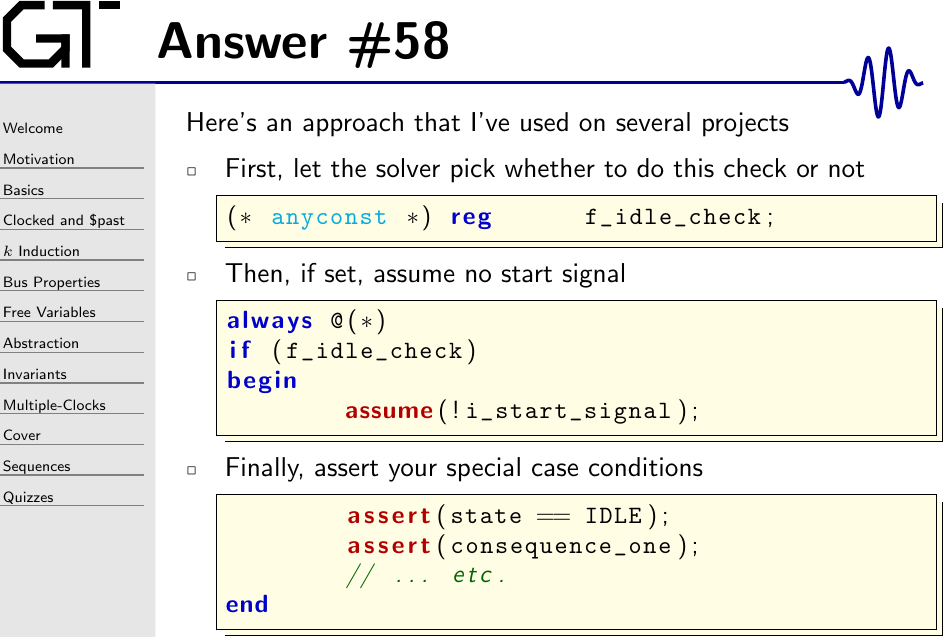 GT
Answer #58
Welcome
Motivation
Basics
Clocked and $past
k Induction
Bus Properties
Free Variables
Abstraction
Invariants
Multiple-Clocks
Cover
Sequences
Quizzes
Here's an approach that I've used on several projects
First, let the solver pick whether to do this check or not
(* anyconst *) reg f_idle_check;
Then, if set, assume no start signal
always @(*)
if (f_idle_check)
begin
assume(!i_start_signal);
Finally, assert your special case conditions
assert(state == IDLE);
assert(consequence_one);
// ... etc.
end